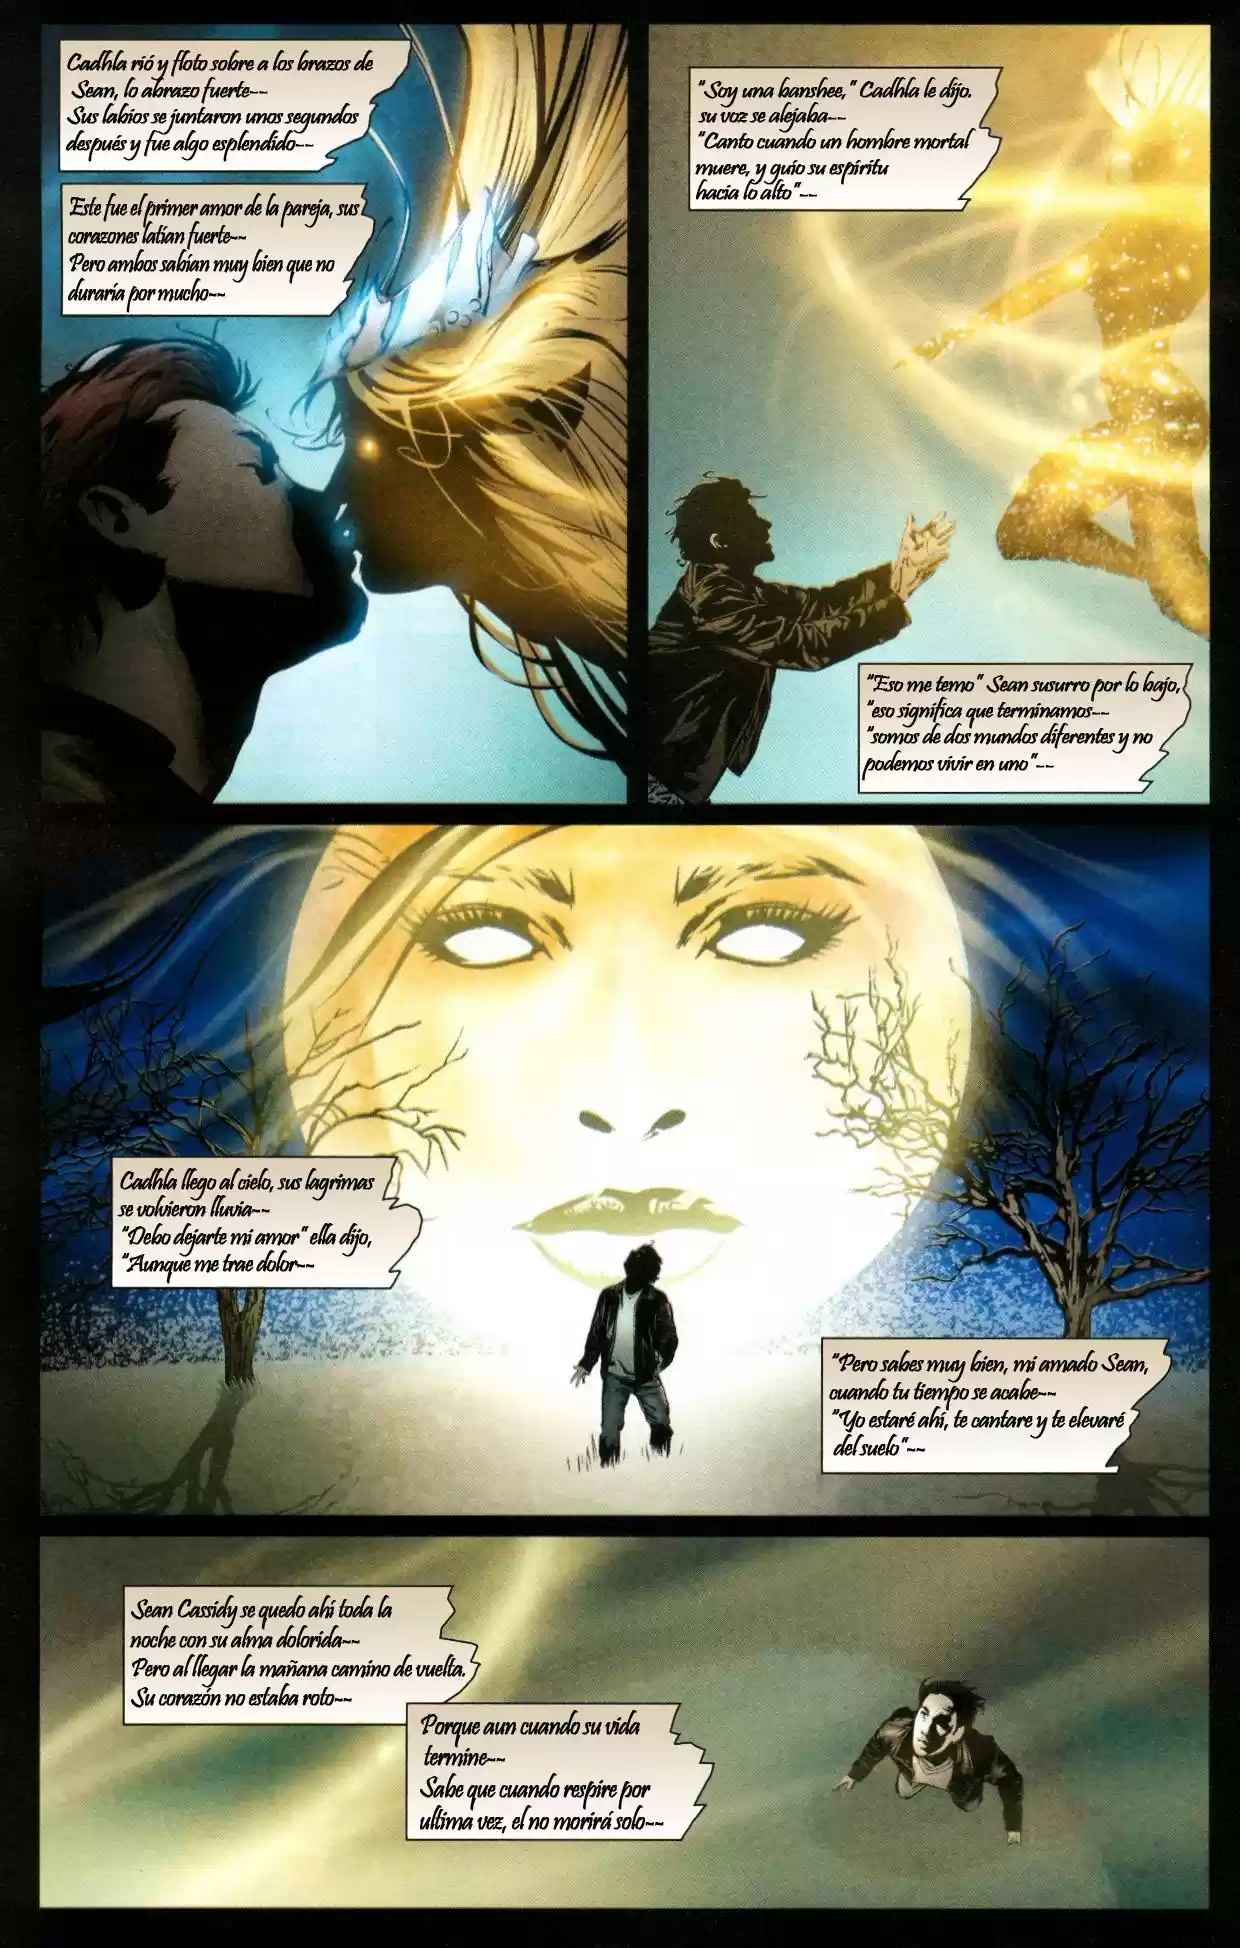 Cadhla rió y floto sobre a los brazos de
Sean, lo abrazo fuerte~~
Sus labios se juntaron unos segundos
después y fue algo esplendido~~
Este fue el primer amor de la pareja, sus
corazones latían fuerte~~
Pero ambos sabían muy bien que no
duraría por mucho~~
"Soy una banshee," Cadhla le dijo.
su voz se alejaba~~
"Canto cuando un hombre mortal
muere, y guío su espíritu
hacia lo alto"~~
"Eso me temo" Sean susurro por lo bajo,
"eso significa que terminamos~~
"somos de dos mundos diferentes y no
podemos vivir en uno"~~
Cadhla llego al cielo, sus lagrimas
se volvieron lluvia~~
"Debo dejarte mi amor" ella dijo,
"Aunque me trae dolor~~
"Pero sabes muy bien, mi amado Sean,
cuando tu tiempo se acabe~~
"Yo estaré ahí, te cantare y te elevaré
del suelo"~~
Sean Cassidy se quedo ahí toda la
noche con su alma dolorida~~
Pero al llegar la mañana camino de vuelta.
Su corazón no estaba roto~~
Porque aun cuando su vida
termine~~
Sabe que cuando respire por
ultima vez, el no morirá solo~~